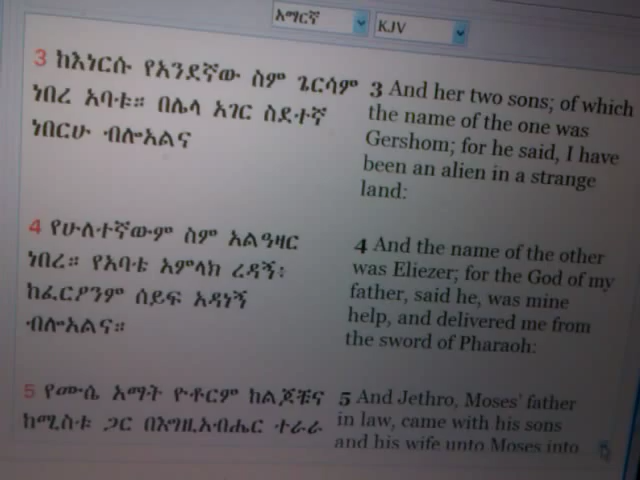 አማርኛ
KJV
3 ከእነርሱ የአንደኛው ስም ጌርሳም
ነበረ አባቱ። በሌላ አገር ስደተኛ
ነበርሁ ብሎአልና
3 And her two sons; of which
the name of the one was
Gershom; for he said, I have
been an alien in a strange
land:
4 የሁለተኛውም ስም አልዓዛር
ነበረ። የአባቴ አምላክ ረዳኝ፥
ከፈርዖንም ሰይፍ አዳነኝ
ብሎአልና።
4 And the name of the other
was Eliezer; for the God of my
father, said he, was mine
help, and delivered me from
the sword of Pharaoh:
5 የሙሴ አማት ዮቶርም ከልጆቹና
ከሚስቱ ጋር በእግዚአብሔር ተራራ
5 And Jethro, Moses' father
in law, came with his sons
and his wife unto Moses into